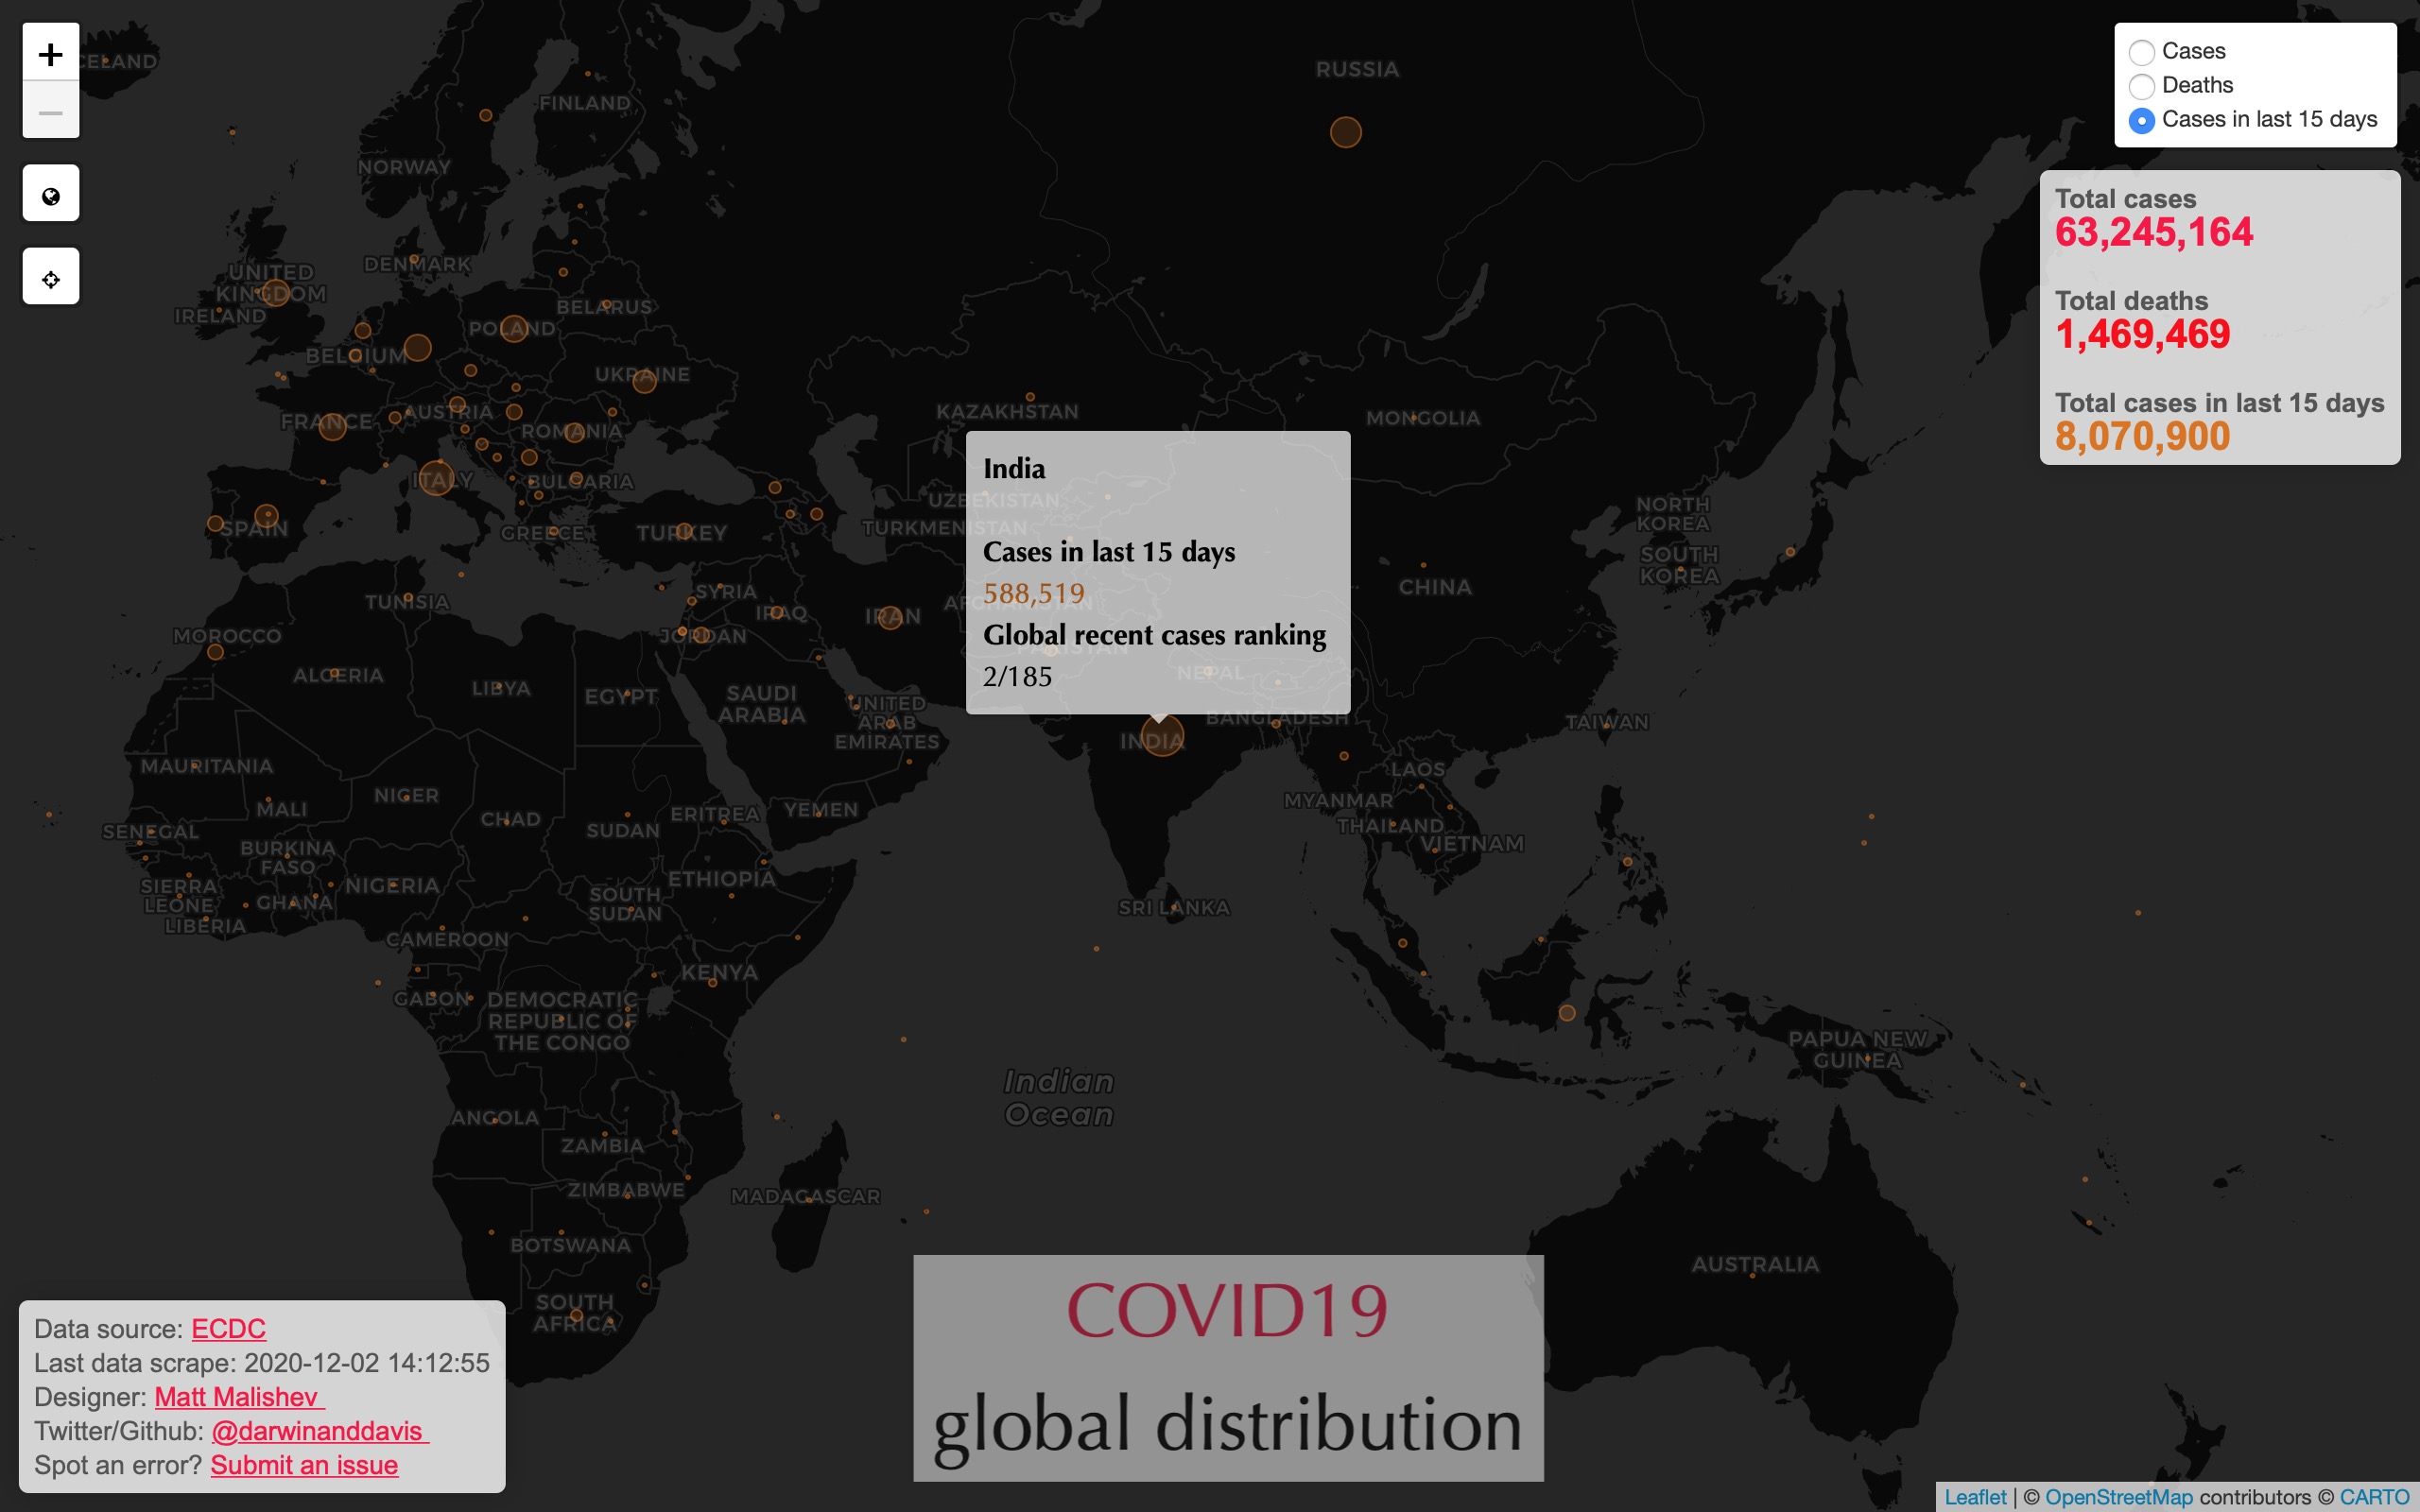 +
−
Cases
Deaths
Cases in last 15 days
Total cases
63,245,164
Total deaths
1,469,469
Total cases in last 15 days
8,070,900
CELAND
RUSSIA
FINLAND
NORWAY
DENMARK
UNITED
KINGDOM
IRELAND
BELARUS
POLAND
BELGIUM
UKRAINE
FRANCE
AUSTRIA
ROMANIA
KAZAKHSTAN
MONGOLIA
ITALY
BULGARIA
UZBEKISTAN
TURKMENISTAN
SPAIN
GREECE
TURKEY
NORTH
KOREA
SOUTH
KOREA
CHINA
India
Cases in last 15 days
588,519
Global recent cases ranking
2/185
SYRIA
TUNISIA
IRAQ
IRAN
AFGHANISTAN
JORDAN
MOROCCO
PAKISTAN
NEPAL
ALGERIA
LIBYA
EGYPT
SAUDI
ARABIA
UNITED
ARAB
EMIRATES
BANGLADESH
TAIWAN
INDIA
MAURITANIA
LAOS
NIGER
MALI
CHAD
SUDAN
ERITREA
YEMEN
MYANMAR
THAILAND
VIETNAM
SENEGAL
BURKINA
FASO
SIERRA
LEONE
GHANA
NIGERIA
SOUTH
SUDAN
ETHIOPIA
LIBERIA
SRI LANKA
CAMEROON
KENYA
GABON
DEMOCRATIC
REPUBLIC OF
THE CONGO
PAPUA NEW
GUINEA
Indian
Ocean
ANGOLA
ZAMBIA
ZIMBABWE
MADAGASCAR
BOTSWANA
AUSTRALIA
SOUTH
AFRICA
COVID19
global distribution
Data source: ECDC
Last data scrape: 2020-12-02 14:12:55
Designer: Matt Malishev
Twitter/Github: @darwinanddavis
Spot an error? Submit an issue
Leaflet | © OpenStreetMap contributors © CARTO